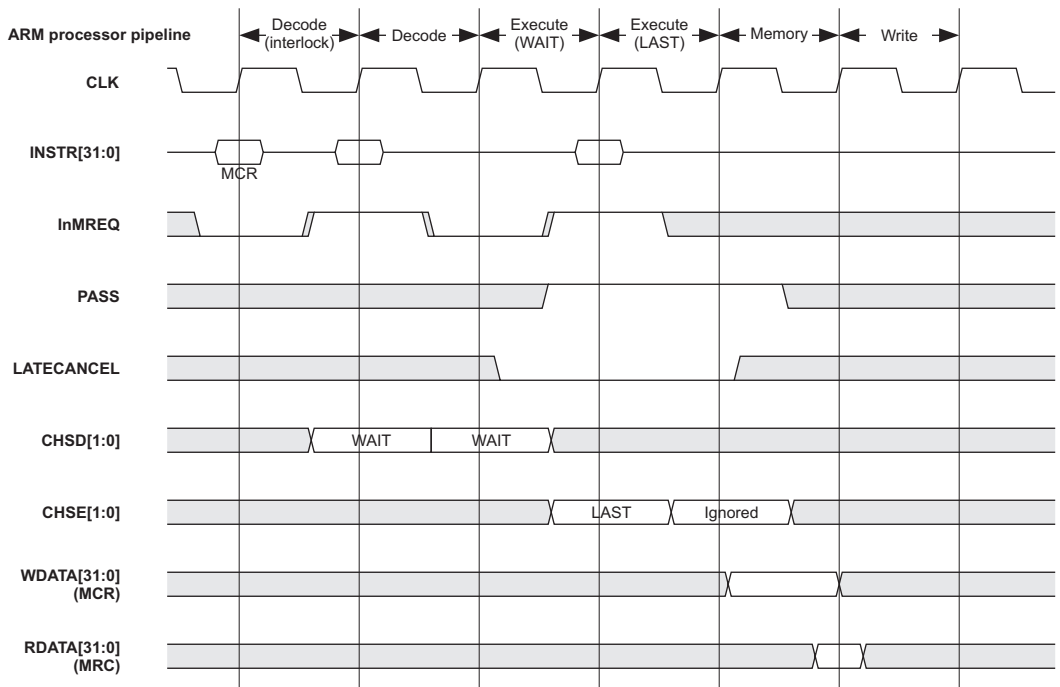 ARM processor pipeline
Decode
(interlock)
Decode
Execute
(WAIT)
Execute
(LAST)
Memory
Write
CLK
INSTR[31:0]
MCR
InMREQ
PASS
LATECANCEL
CHSD[1:0]
WAIT
WAIT
CHSE[1:0]
LAST
Ignored
WDATA[31:0]
(MCR)
RDATA[31:0]
(MRC)